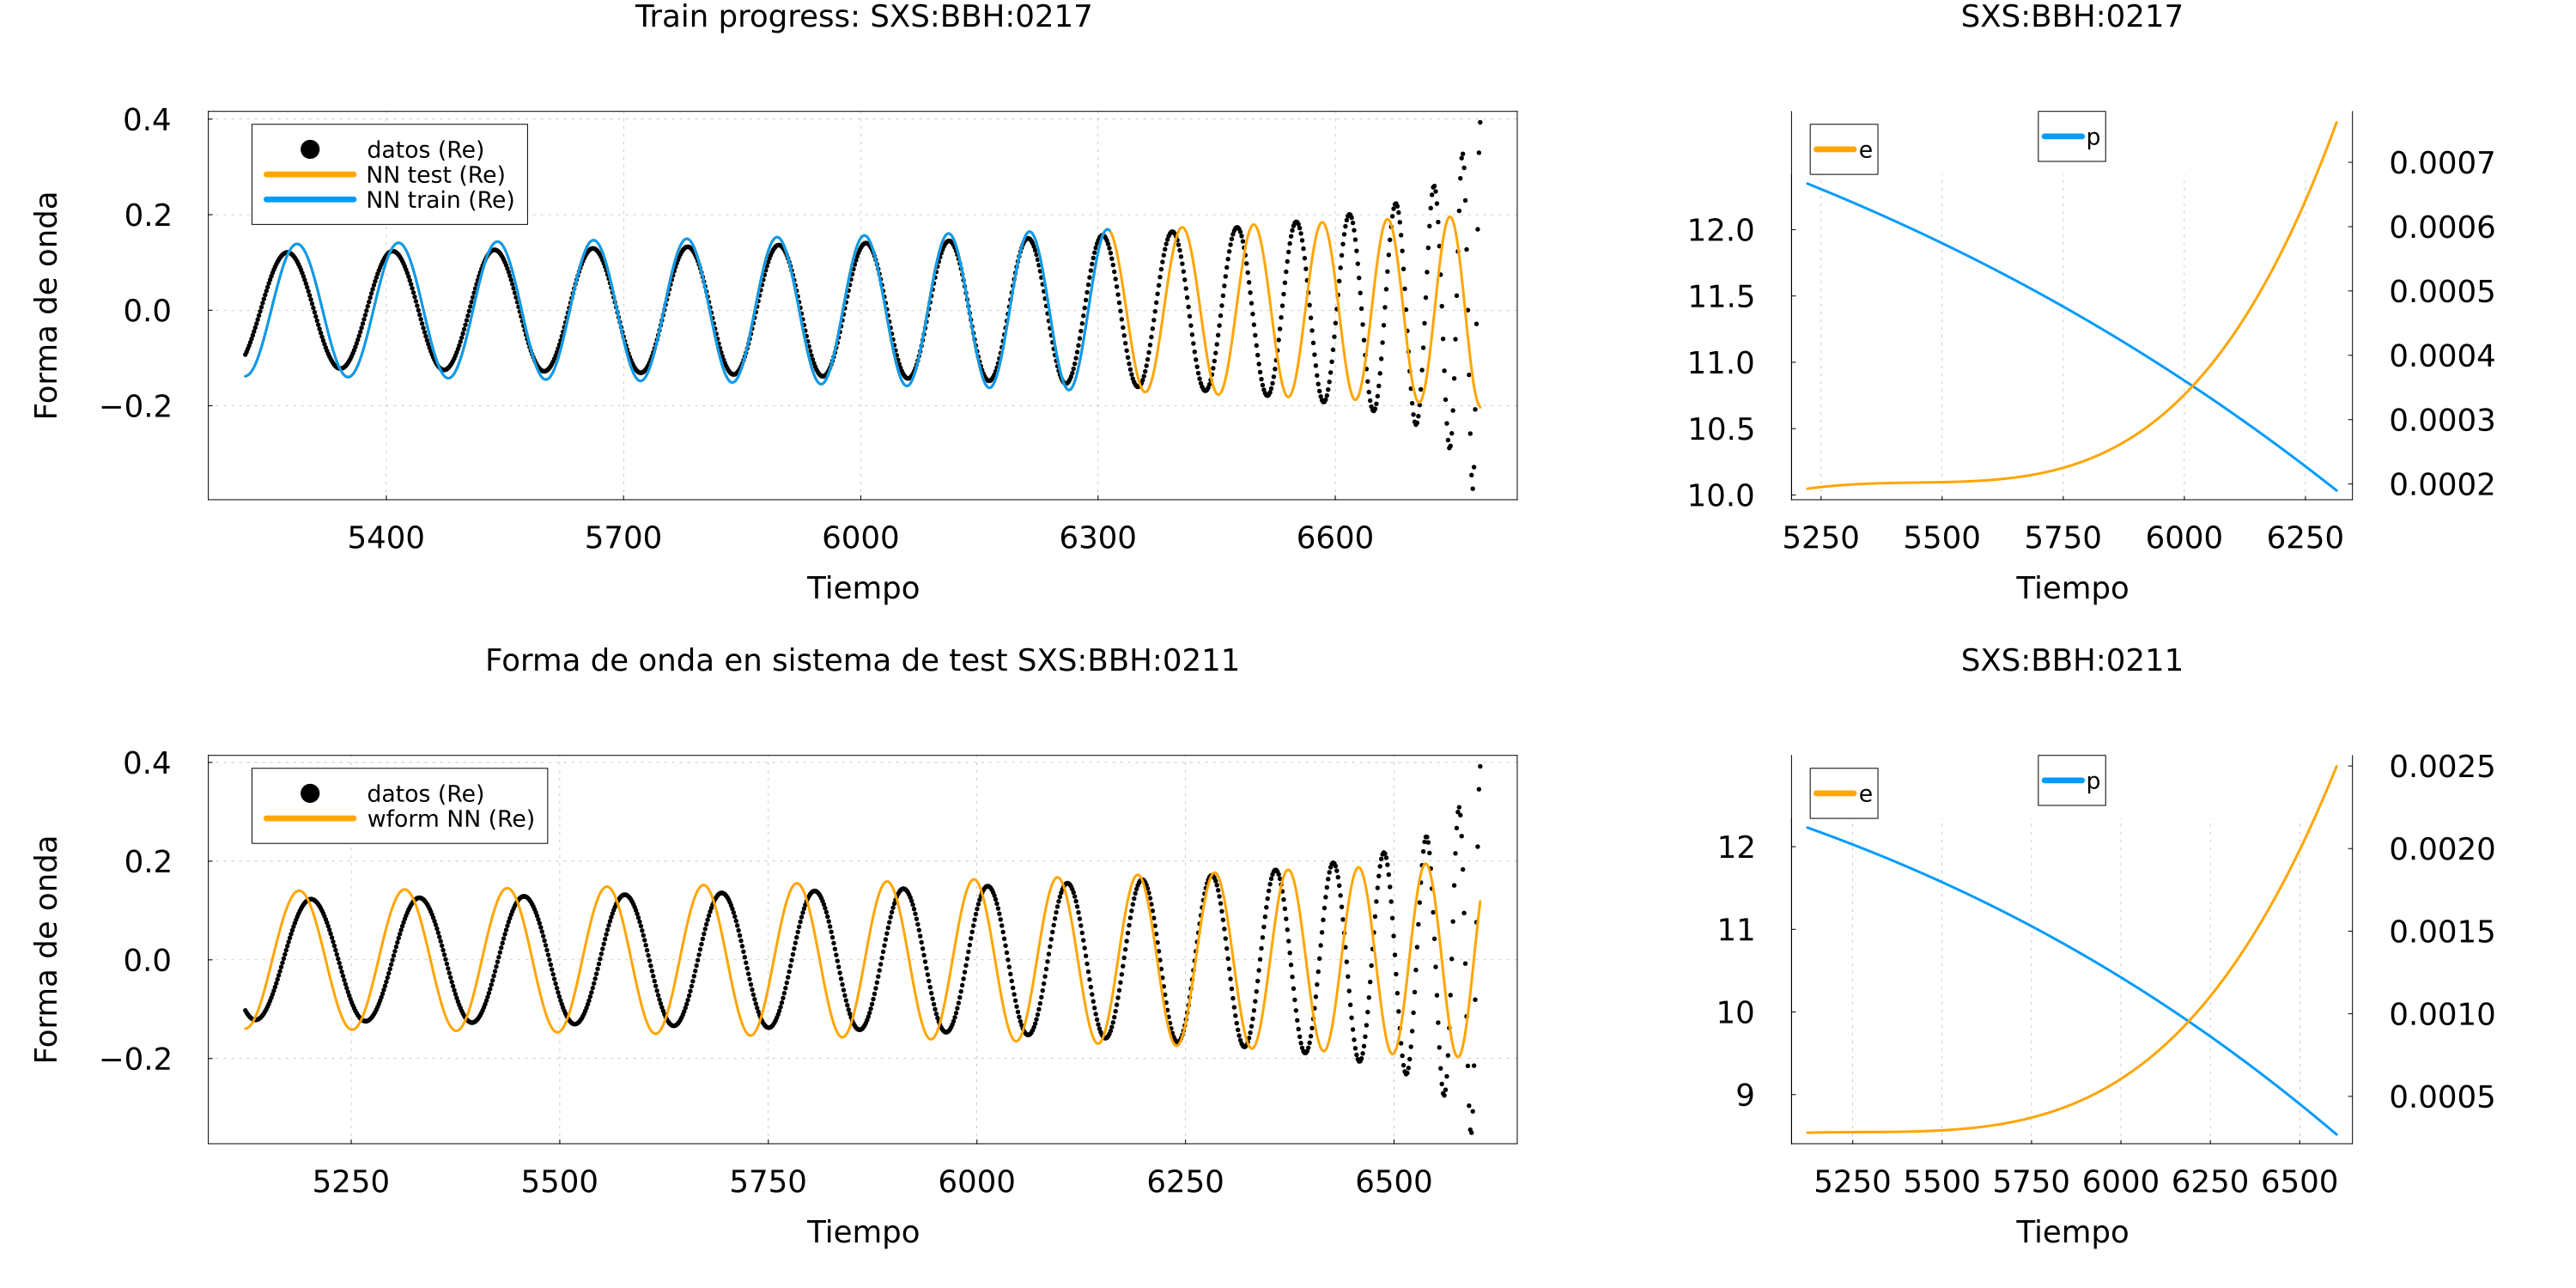 Train progress: SXS:BBH:0217
Forma de onda
0.4
0.2
0.0
−0.2
datos (Re)
NN test (Re)
NN train (Re)
5400 5700 6000 6300 6600
Tiempo
SXS:BBH:0217
e
p
12.0
11.5
11.0
10.5
10.0
0.0007
0.0006
0.0005
0.0004
0.0003
0.0002
5250 5500 5750 6000 6250
Tiempo
Forma de onda en sistema de test SXS:BBH:0211
Forma de onda
0.4
0.2
0.0
−0.2
datos (Re)
wform NN (Re)
5250 5500 5750 6000 6250 6500
Tiempo
SXS:BBH:0211
e
p
12
11
10
9
0.0025
0.0020
0.0015
0.0010
0.0005
5250 5500 5750 6000 6250 6500
Tiempo